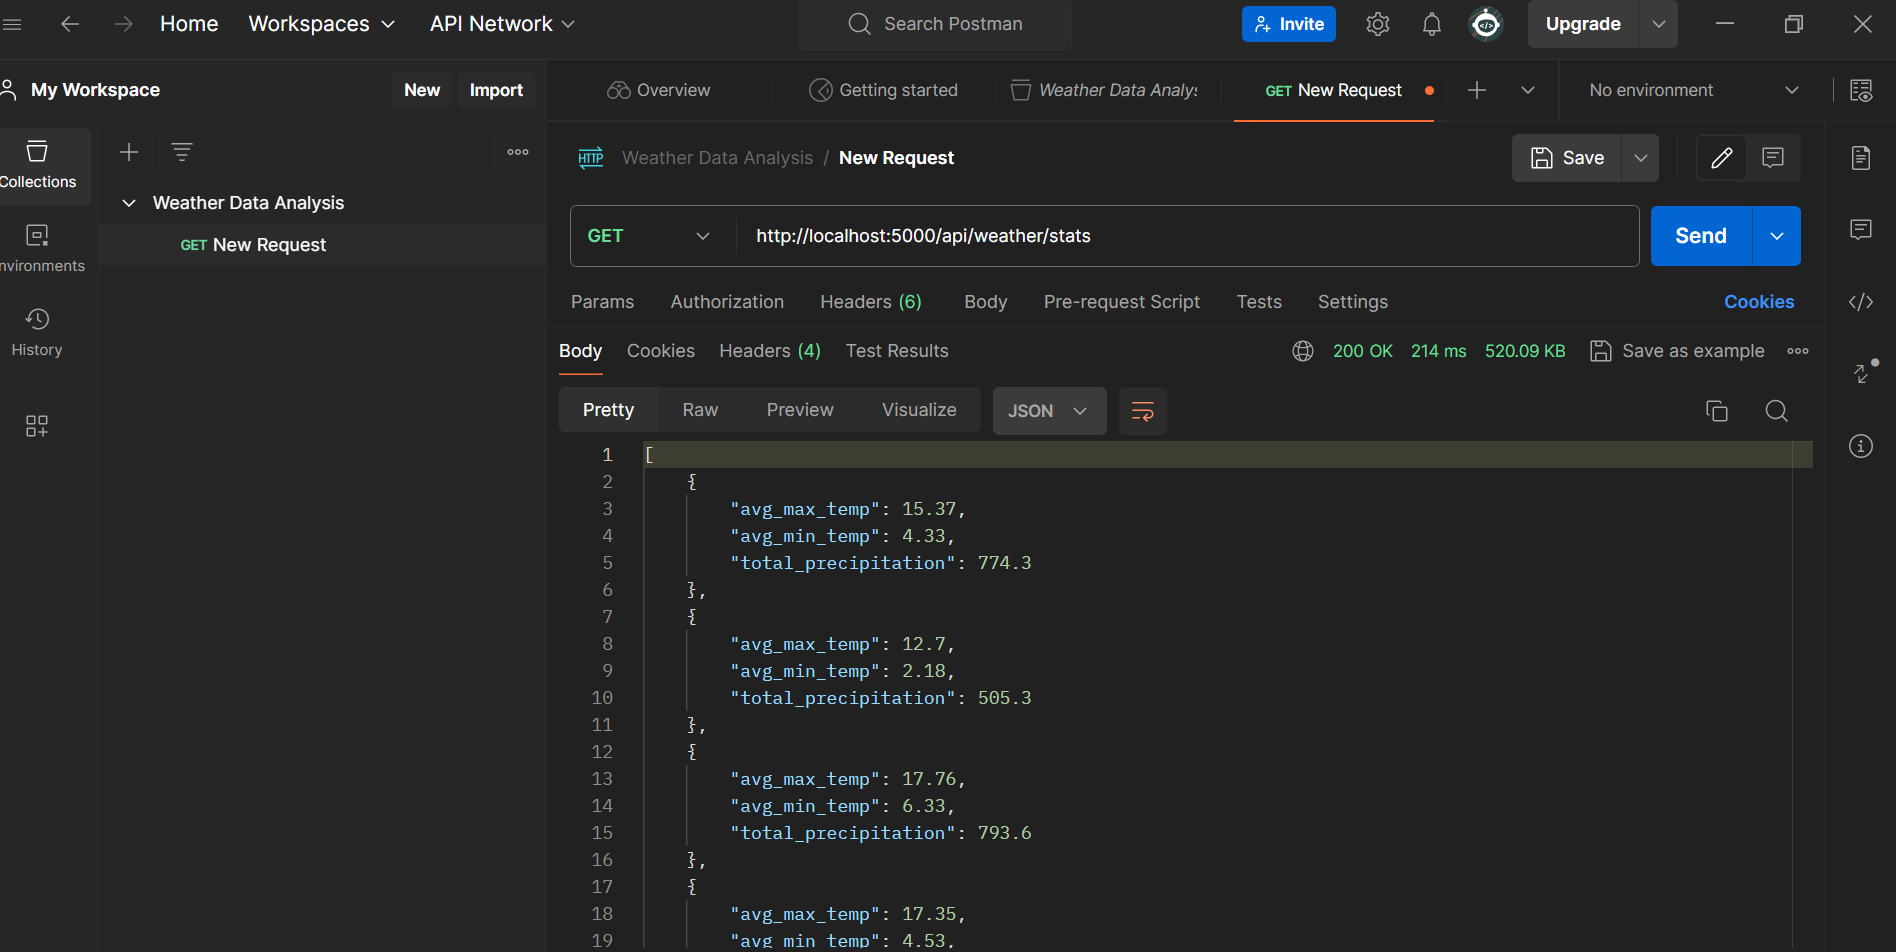 Home Workspaces API Network Search Postman Invite Upgrade
My Workspace New Import Overview Getting started Weather Data Analys GET New Request No environment
Collections
Weather Data Analysis
GET New Request
nvironments
History
HTTP Weather Data Analysis / New Request Save
GET http://localhost:5000/api/weather/stats Send
Params Authorization Headers (6) Body Pre-request Script Tests Settings Cookies
Body Cookies Headers (4) Test Results 200 OK 214 ms 520.09 KB Save as example
Pretty Raw Preview Visualize JSON
1 [
2 {
3 "avg_max_temp": 15.37,
4 "avg_min_temp": 4.33,
5 "total_precipitation": 774.3
6 },
7 {
8 "avg_max_temp": 12.7,
9 "avg_min_temp": 2.18,
10 "total_precipitation": 505.3
11 },
12 {
13 "avg_max_temp": 17.76,
14 "avg_min_temp": 6.33,
15 "total_precipitation": 793.6
16 },
17 {
18 "avg_max_temp": 17.35,
19 "avg_min_temp": 4.53,